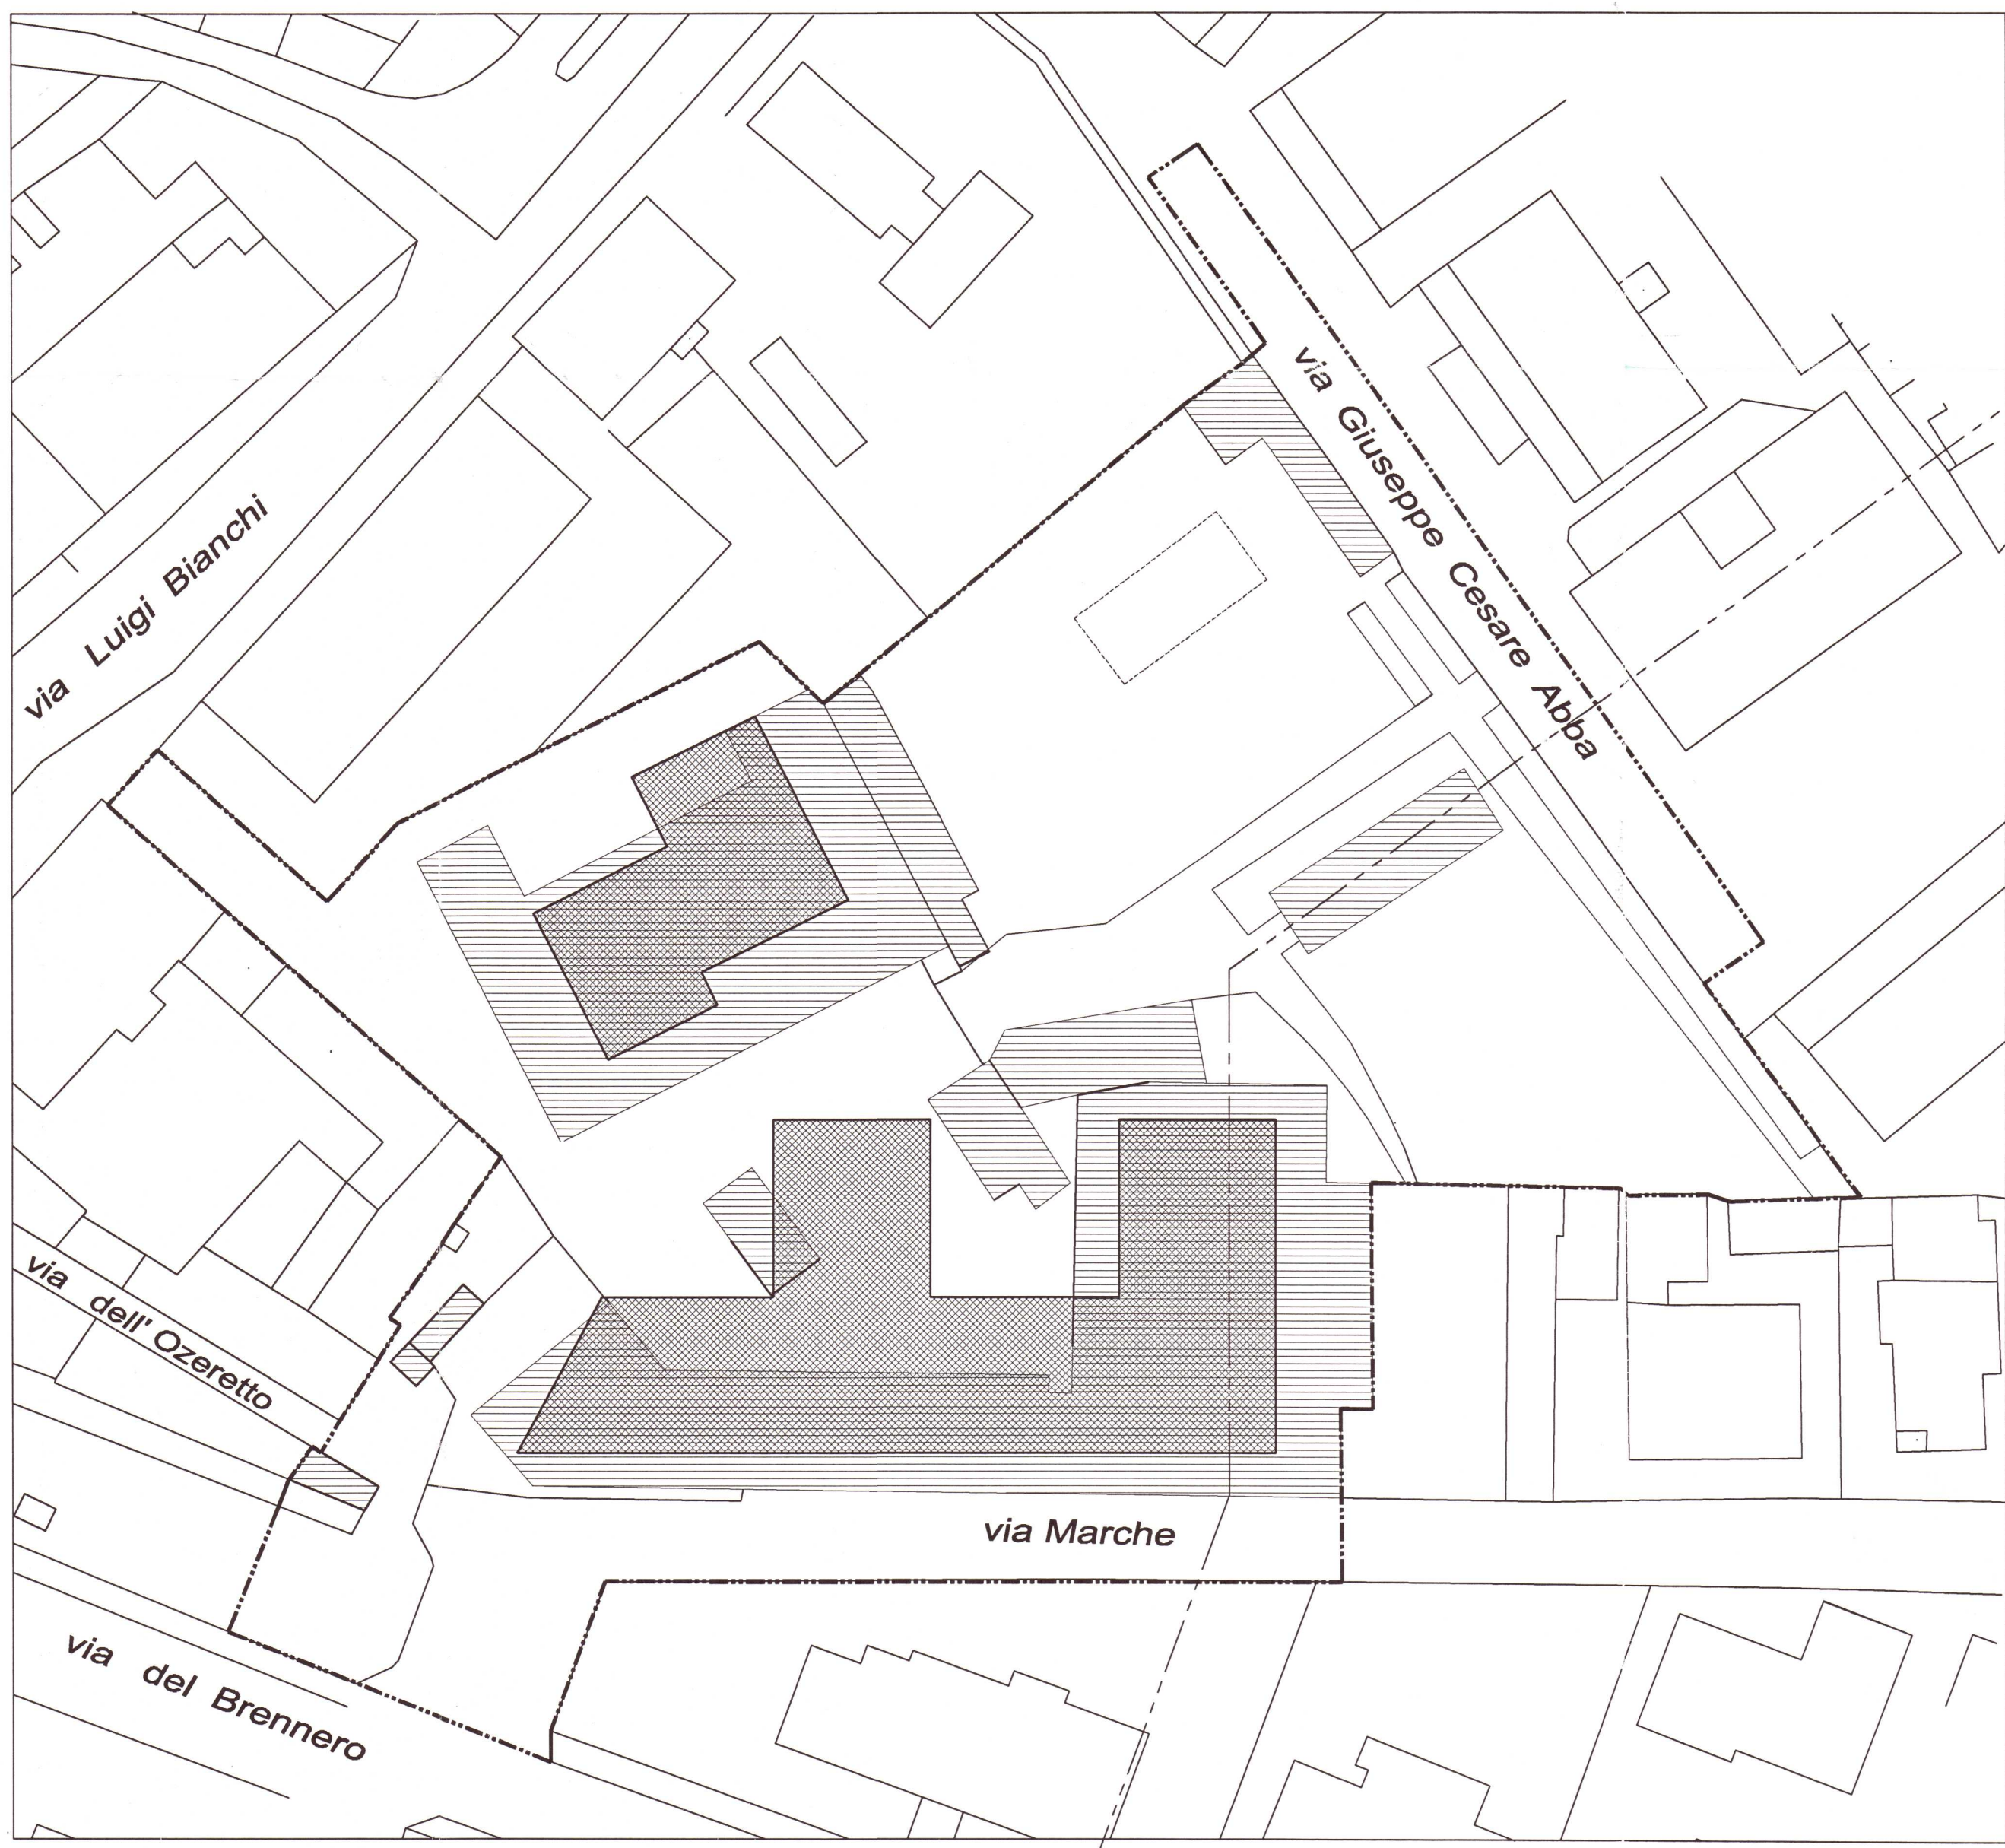 via Giuseppe Cesare Abba
via Luigi Bianchi
via dell' Ozeretto
via Marche
via del Brennero